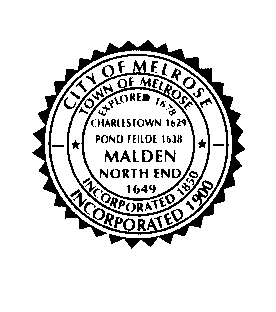 CITY OF MELROSE
TOWN OF MELROSE
EXPLORED 1628
CHARLESTOWN 1629
POND FEILDE 1638
MALDEN
NORTH END
1649
INCORPORATED 1850
INCORPORATED 1900